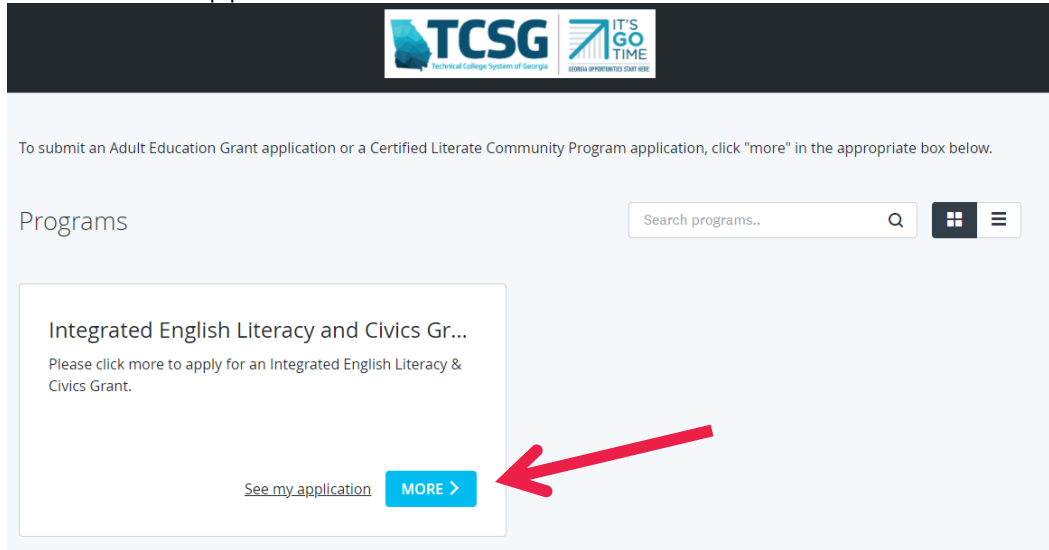 TCSG
Technical College System of Georgia
IT'S
GO
TIME
GEORGIA OPPORTUNITIES START HERE
To submit an Adult Education Grant application or a Certified Literate Community Program application, click "more" in the appropriate box below.
Programs
Search programs..
Integrated English Literacy and Civics Gr...
Please click more to apply for an Integrated English Literacy &
Civics Grant.
See my application
MORE >